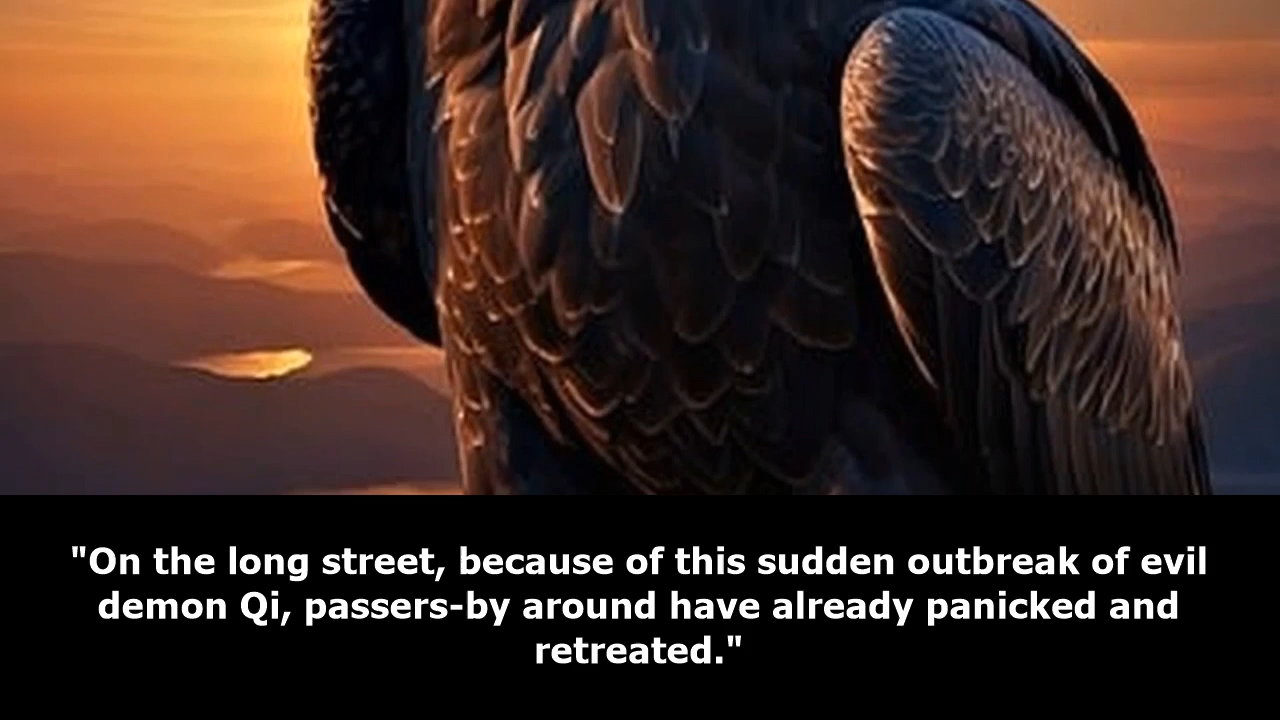 "On the long street, because of this sudden outbreak of evil
demon Qi, passers-by around have already panicked and
retreated."